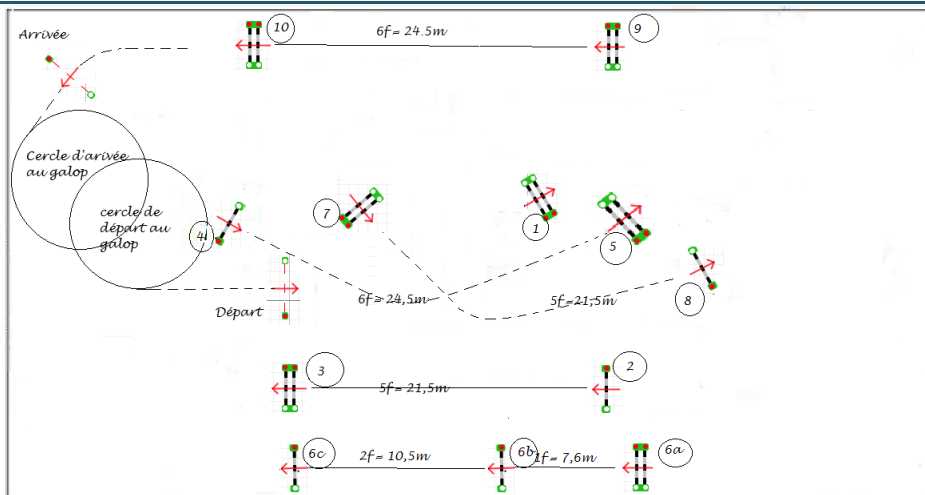 10
6f = 24.5m
9
Arrivée
Cercle d'arivée
au galop
cercle de
départ au
galop
4
7
1
5
6f = 24,5m
5f=21,5m
8
Départ
3
5f = 21,5m
2
6c
2f = 10,5m
6b
1f = 7,6m
6a